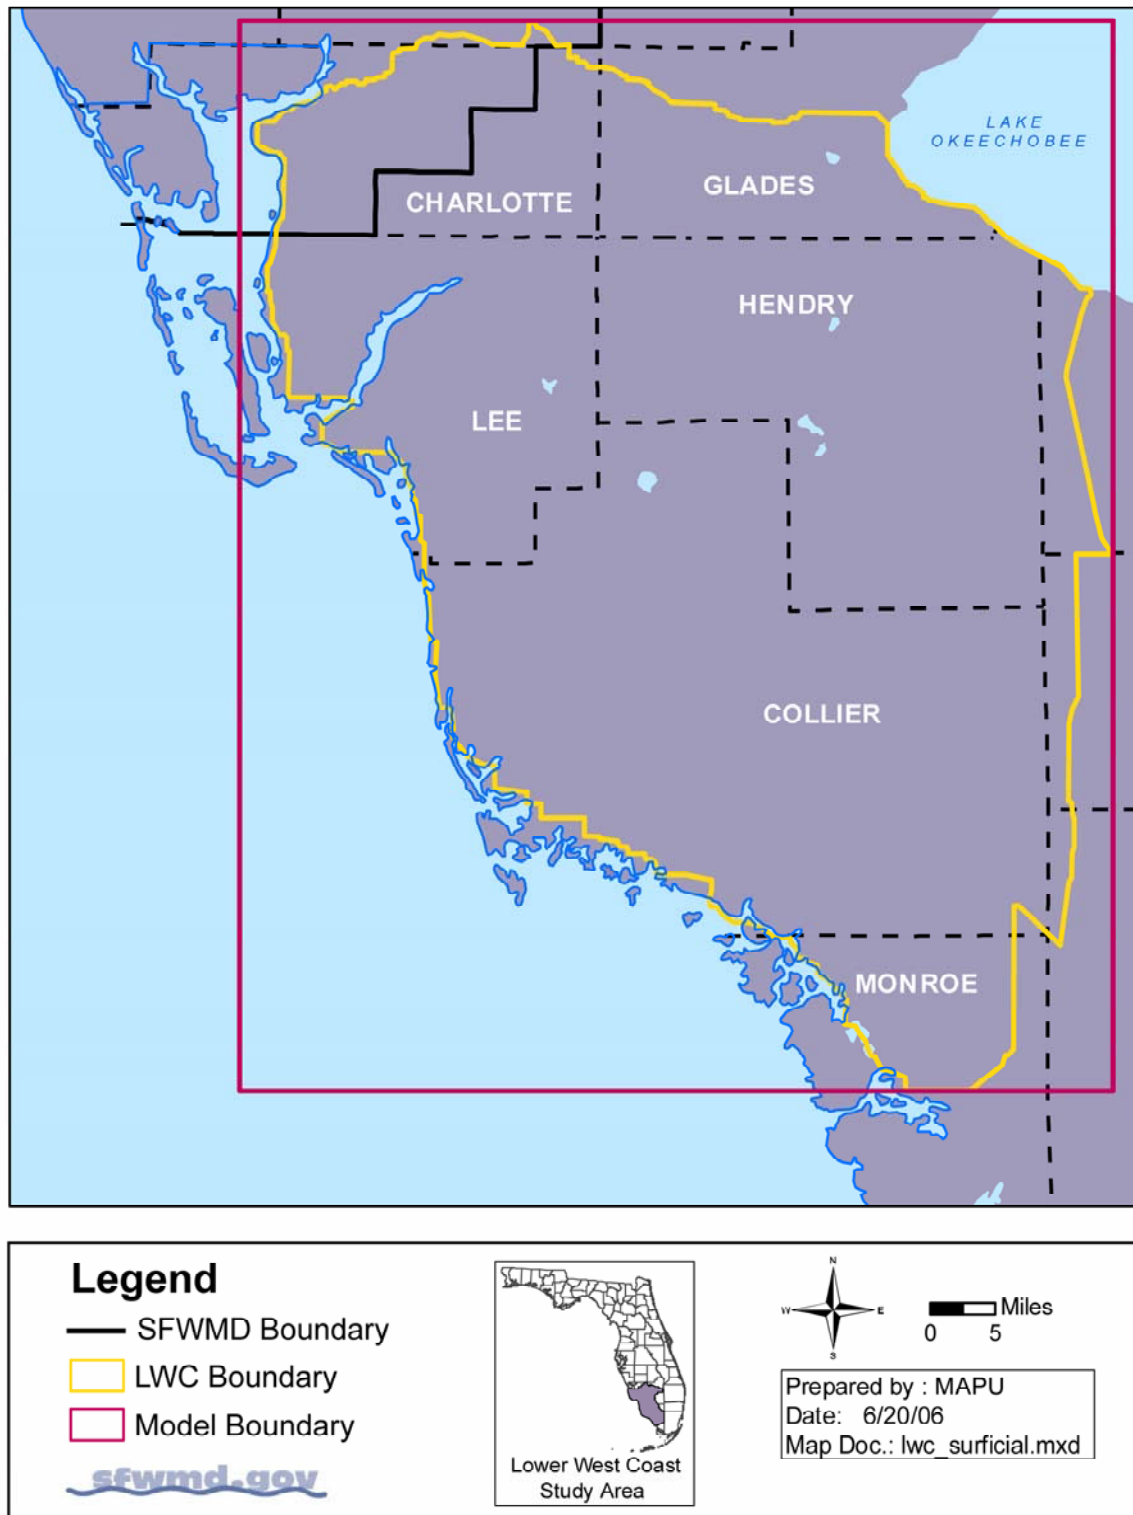 LAKE
OKEECHOBEE
GLADES
CHARLOTTE
HENDRY
LEE
COLLIER
MONROE
Legend
SFWMD Boundary
LWC Boundary
Model Boundary
sfwmd.gov
Lower West Coast
Study Area
N
W
E
S
Miles
0 5
Prepared by : MAPU
Date: 6/20/06
Map Doc.: lwc_surficial.mxd